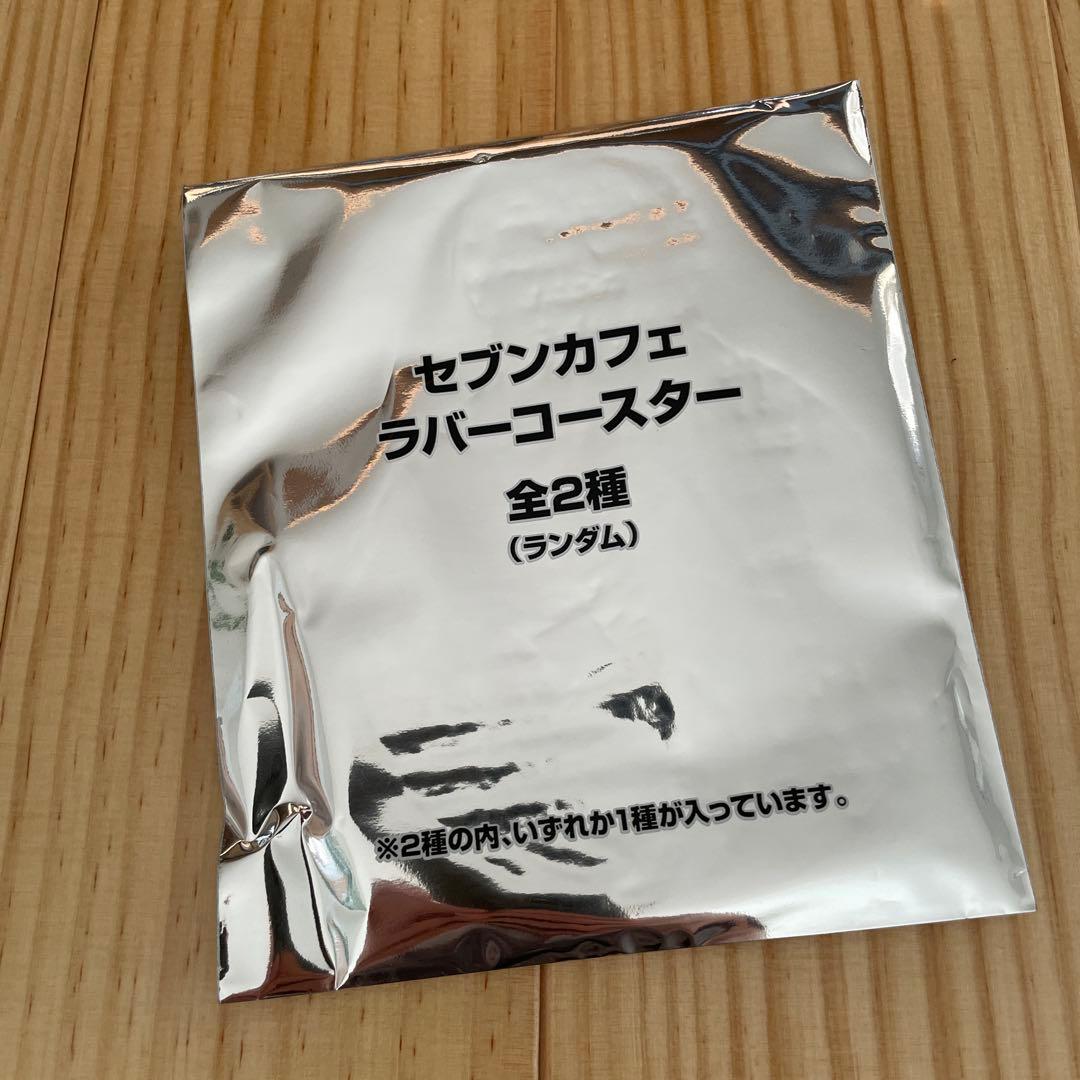 セブンカフェ
ラバーコースター
全2種
（ランダム）
※2種の内、いずれか1種が入っています。